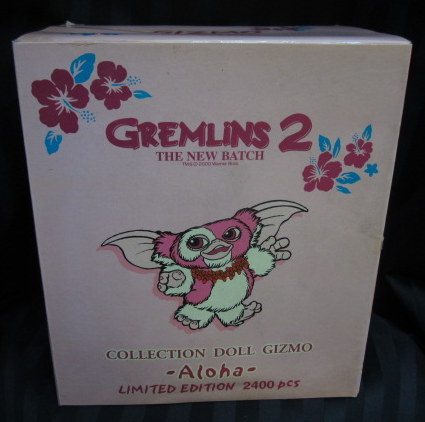 GREMLINS 2
THE NEW BATCH
COLLECTION DOLL GIZMO
-Aloha-
LIMITED EDITION 2400 pcs